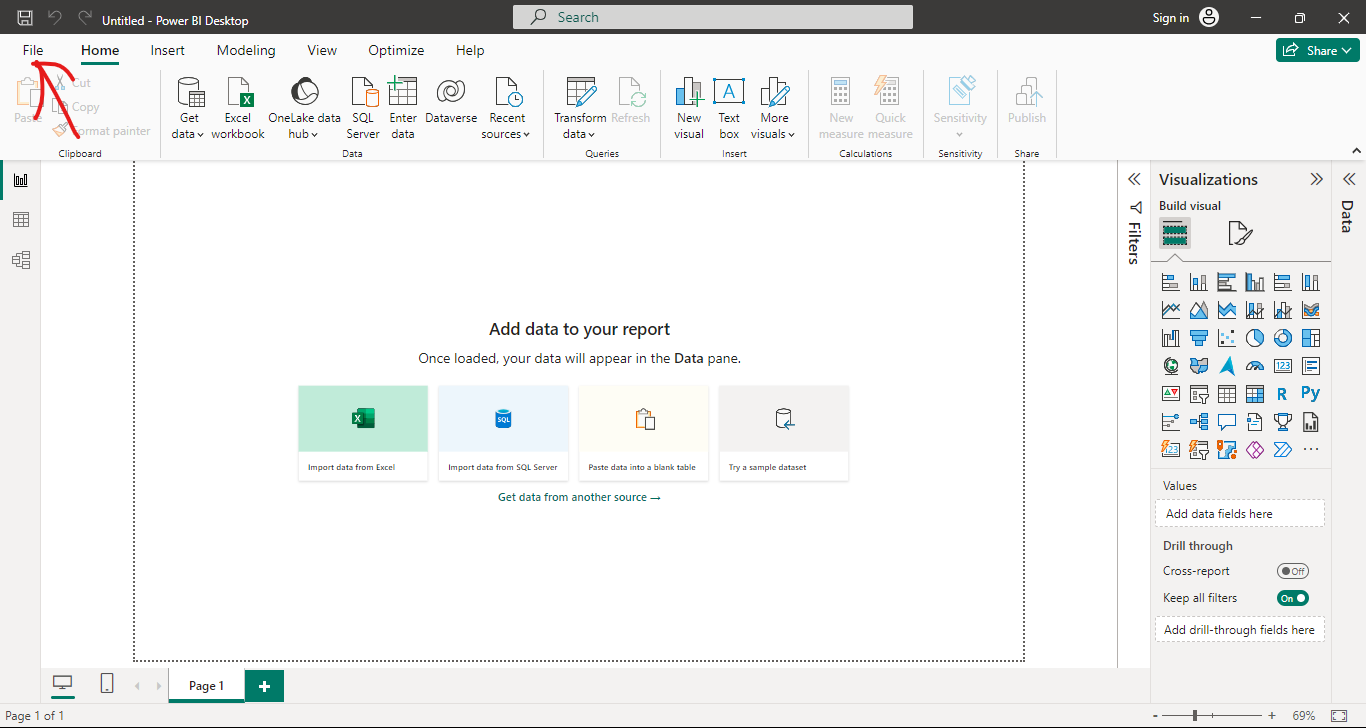 Untitled - Power BI Desktop
Search
Sign in
File Home Insert Modeling View Optimize Help
Share
Paste
Cut
Copy
Format painter
Clipboard
Get data
Excel workbook
OneLake data hub
SQL Server
Enter data
Dataverse
Recent sources
Data
Transform data
Refresh
Queries
New visual
Text box
More visuals
Insert
New measure
Quick measure
Calculations
Sensitivity
Sensitivity
Publish
Share
Filters
Visualizations
Data
Build visual
123
R
Py
123
Add data to your report
Once loaded, your data will appear in the Data pane.
SQL
Import data from Excel
Import data from SQL Server
Paste data into a blank table
Try a sample dataset
Get data from another source →
Values
Add data fields here
Drill through
Cross-report
Off
Keep all filters
On
Add drill-through fields here
Page 1
Page 1 of 1
69%